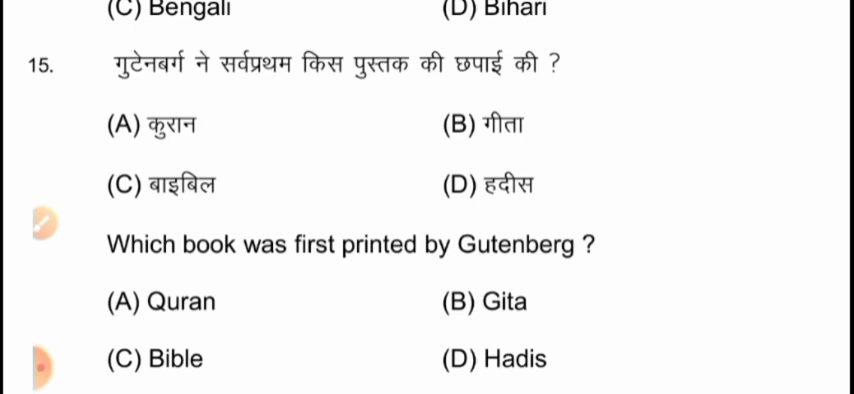 (C) Bengali (D) Bihari
15. गुटेनबर्ग ने सर्वप्रथम किस पुस्तक की छपाई की ?
(A) कुरान (B) गीता
(C) बाइबिल (D) हदीस
Which book was first printed by Gutenberg ?
(A) Quran (B) Gita
(C) Bible (D) Hadis